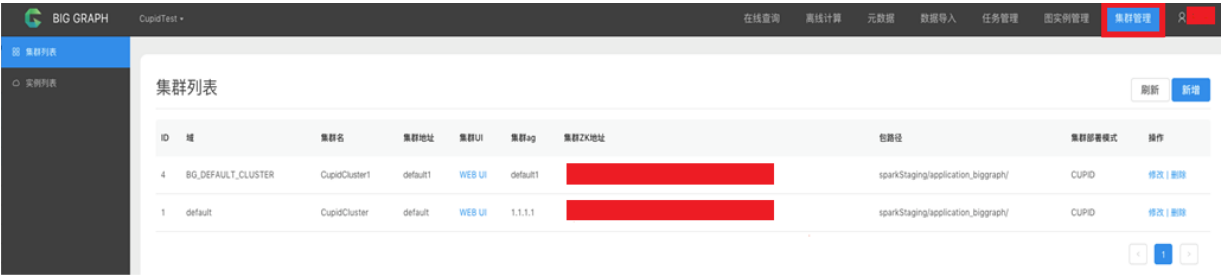 BIG GRAPH CupidTest 在线查询 离线计算 元数据 数据导入 任务管理 图实例管理 集群管理
集群列表
实例列表
集群列表 刷新 新增
ID 域 集群名 集群地址 集群UI 集群ag 集群ZK地址 包路径 集群部署模式 操作
4 BG_DEFAULT_CLUSTER CupidCluster1 default1 WEB UI default1 sparkStaging/application_biggraph/ CUPID 修改 | 删除
1 default CupidCluster default WEB UI 1.1.1.1 sparkStaging/application_biggraph/ CUPID 修改 | 删除
< 1 >